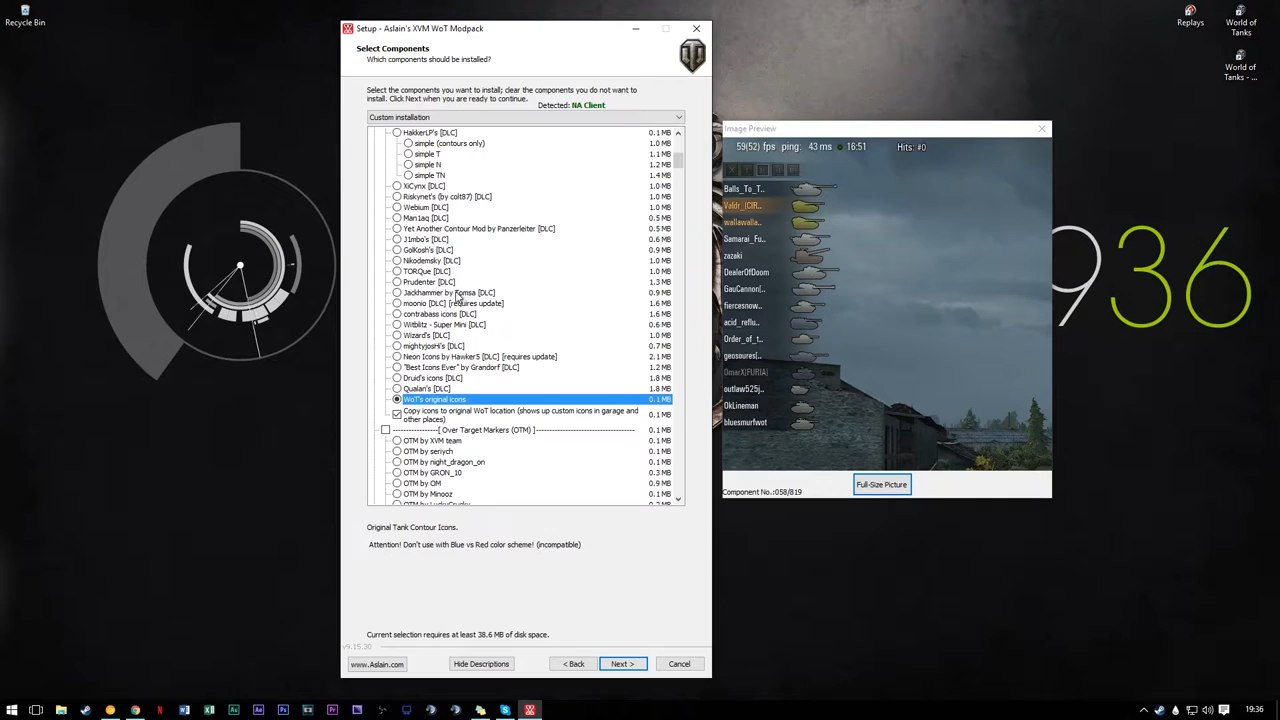 Recycle Bin
Setup - Aslain's XVM WoT Modpack
Select Components
Which components should be installed?
Select the components you want to install; clear the components you do not want to
install. Click Next when you are ready to continue.
Detected: NA Client
Custom installation
HakkerLP's [DLC] 0.1 MB
simple (contours only) 1.0 MB
simple T 1.1 MB
simple N 1.2 MB
simple TN 1.4 MB
XiCynx [DLC] 1.0 MB
Riskynet's (by colt87) [DLC] 1.0 MB
Webium [DLC] 1.0 MB
Man1aq [DLC] 0.5 MB
Yet Another Contour Mod by Panzerleiter [DLC] 0.5 MB
J1mbo's [DLC] 0.6 MB
GolKosh's [DLC] 0.9 MB
Nikodemsky [DLC] 1.0 MB
TORQue [DLC] 1.0 MB
Prudenter [DLC] 1.3 MB
Jackhammer by Tomsa [DLC] 0.9 MB
moonio [DLC] [requires update] 1.6 MB
contrabass icons [DLC] 1.6 MB
Witblitz - Super Mini [DLC] 0.6 MB
Wizard's [DLC] 1.0 MB
mightyjosHi's [DLC] 0.7 MB
Neon Icons by Hawker5 [DLC] [requires update] 2.1 MB
"Best Icons Ever" by Grandorf [DLC] 1.2 MB
Druid's icons [DLC] 1.8 MB
Qualan's [DLC] 1.8 MB
WoT's original icons 0.1 MB
Copy icons to original WoT location (shows up custom icons in garage and
other places) 0.1 MB
-----------------[ Over Target Markers (OTM) ]----------------------------------- 0.1 MB
OTM by XVM team 0.1 MB
OTM by seriych 0.1 MB
OTM by night_dragon_on 0.1 MB
OTM by GRON_10 0.3 MB
OTM by OM 0.9 MB
OTM by Minooz 0.1 MB
Original Tank Contour Icons.
Attention! Don't use with Blue vs Red color scheme! (incompatible)
Current selection requires at least 38.6 MB of disk space.
v9.15.30
www.Aslain.com
Hide Descriptions
< Back
Next >
Cancel
Image Preview
59(52) fps ping: 43 ms 16:51 Hits: #0
Balls_To_T..
Valdr_[CIR..
wallawalla..
Samarai_Fu..
zazaki
DealerOfDoom
GauCannon[..
fiercesnow..
acid_reflu..
Order_of_t..
geosoures[..
OmarX[FURIA]
outlaw525j..
OkLineman
bluesmurfwot
Component No.:058/819
Full-Size Picture
936
Replays
World of
Tanks
World of
Tanks - ...
19:36